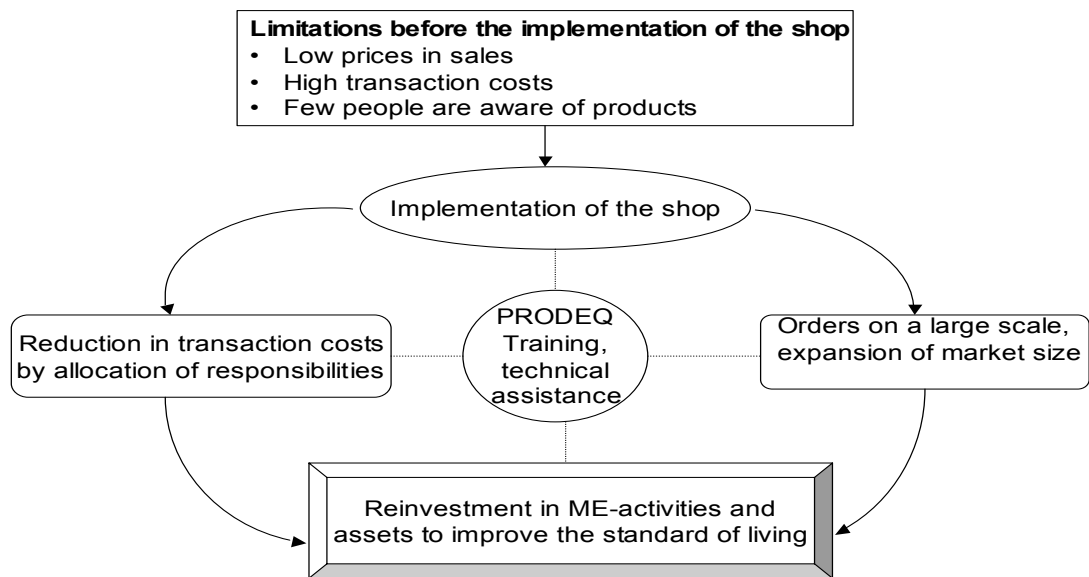 Limitations before the implementation of the shop
• Low prices in sales
• High transaction costs
• Few people are aware of products
Implementation of the shop
Reduction in transaction costs
by allocation of responsibilities
PRODEQ
Training,
technical
assistance
Orders on a large scale,
expansion of market size
Reinvestment in ME-activities and
assets to improve the standard of living